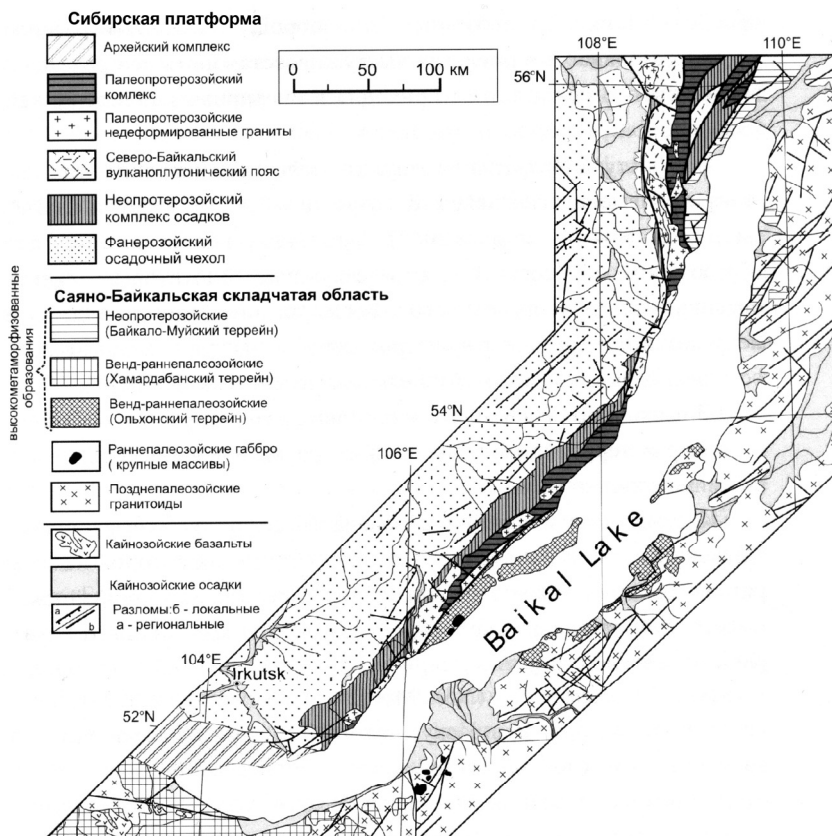 Сибирская платформа
Архейский комплекс
Палеопротерозойский
комлекс
Палеопротерозойские
недеформированные граниты
Северо-Байкальский
вулканоплутонический пояс
Неопротерозойский
комплекс осадков
Фанерозойский
осадочный чехол
Саяно-Байкальская складчатая область
высокометаморфизованные
образования
Неопротерозойские
(Байкало-Муйский террейн)
Венд-раннепалеозойские
(Хамардабанский террейн)
Венд-раннепалеозойские
(Ольхонский террейн)
Раннепалеозойские габбро
( крупные массивы)
Позднепалеозойские
гранитоиды
Кайнозойские базальты
Кайнозойские осадки
a
b
Разломы:б - локальные
а - региональные
0 50 100 км
108°E
110°E
56°N
54°N
106°E
104°E
Irkutsk
52°N
Baikal Lake